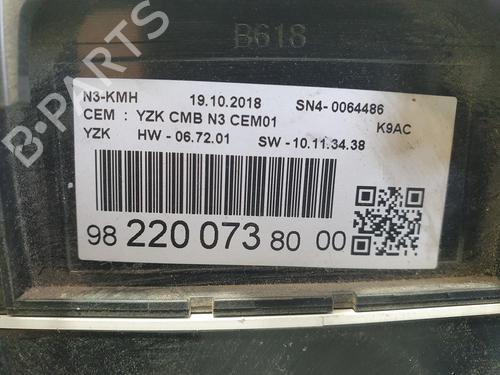 B618
N3-KMH 19.10.2018 SN4- 0064486
CEM : YZK CMB N3 CEM01 K9AC
YZK HW - 06.72.01 SW - 10.11.34.38
98 220 073 80 00
B-PARTS